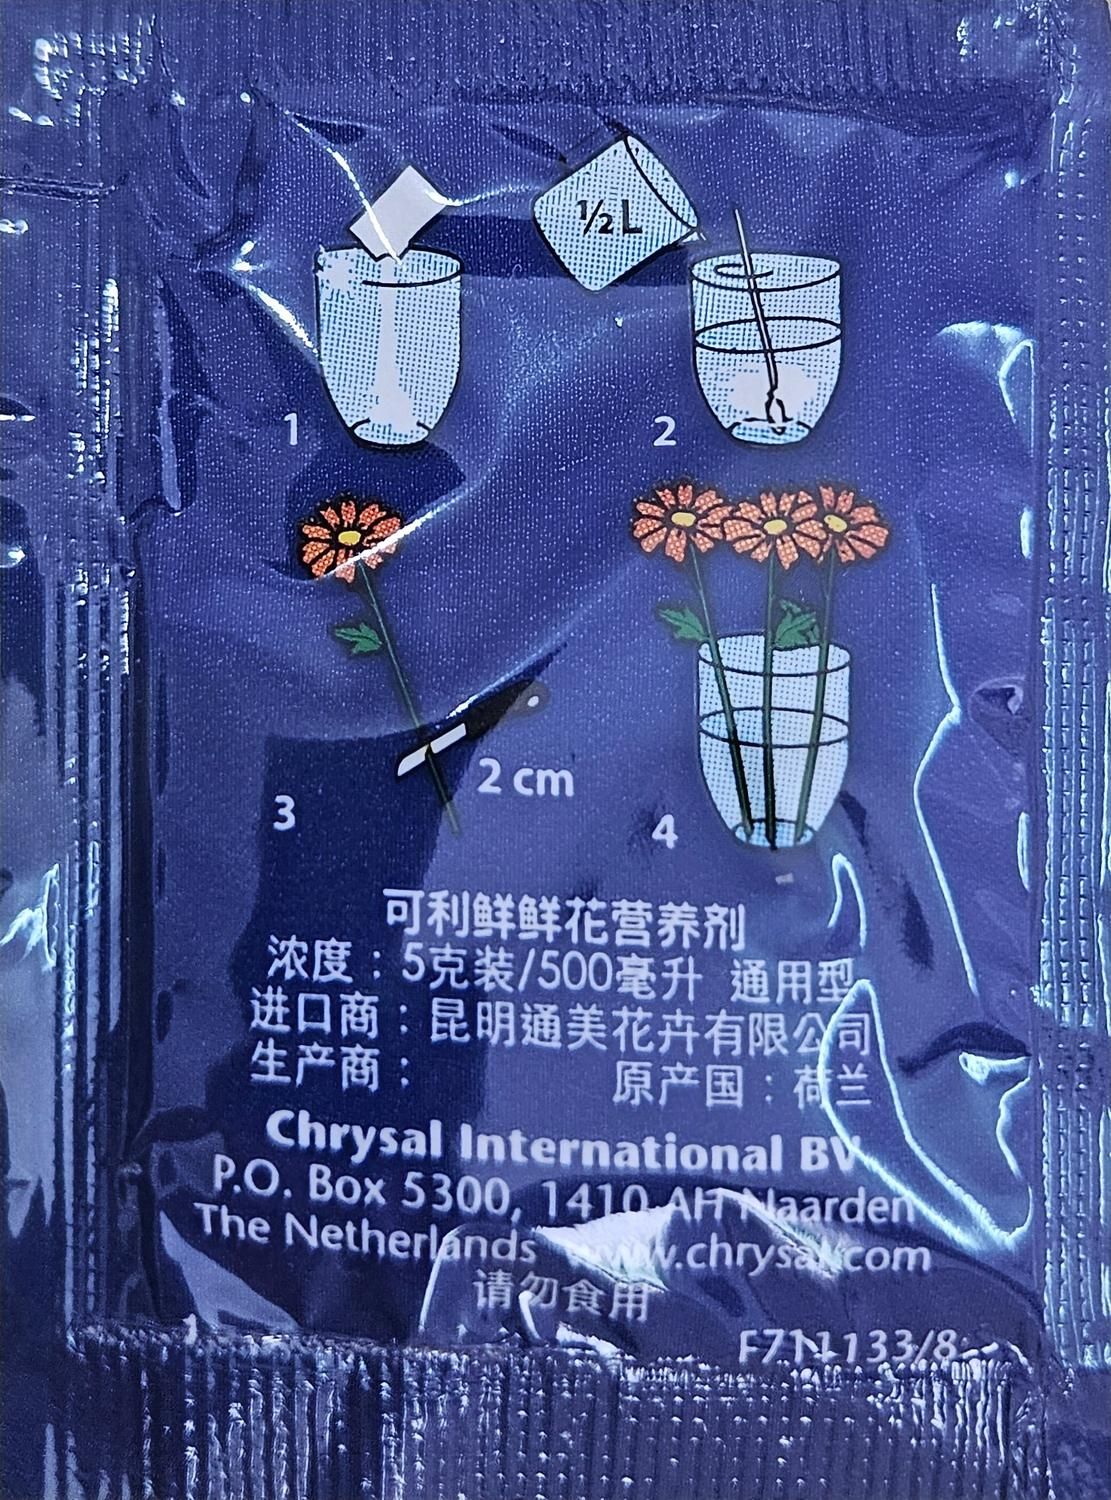 ½ L
1
2
2 cm
3
4
可利鲜鲜花营养剂
浓度：5克装/500毫升 通用型
进口商：昆明通美花卉有限公司
生产商： 原产国：荷兰
Chrysal International BV
P.O. Box 5300, 1410 AH Naarden
The Netherlands www.chrysal.com
请勿食用
F711133/8